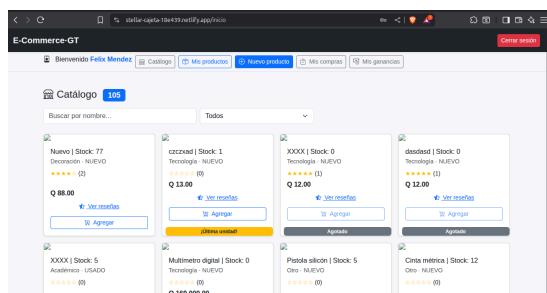 stellar-cajeta-18e439.netlify.app/inicio
E-Commerce-GT
Cerrar sesión
Bienvenido Felix Mendez
Catálogo
Mis productos
Nuevo producto
Mis compras
Mis ganancias
Catálogo 105
Buscar por nombre...
Todos
Nuevo | Stock: 77
Decoración - NUEVO
(2)
Q 88.00
Ver reseñas
Agregar
czczxad | Stock: 1
Tecnología - NUEVO
(0)
Q 13.00
Ver reseñas
Agregar
¡Última unidad!
XXXX | Stock: 0
Tecnología - NUEVO
(1)
Q 12.00
Ver reseñas
Agregar
Agotado
dasdasd | Stock: 0
Tecnología - NUEVO
(1)
Q 12.00
Ver reseñas
Agregar
Agotado
XXXX | Stock: 5
Académico - USADO
(0)
Multímetro digital | Stock: 0
Tecnología - NUEVO
(0)
Pistola silicón | Stock: 5
Otro - NUEVO
(0)
Cinta métrica | Stock: 12
Otro - NUEVO
(0)